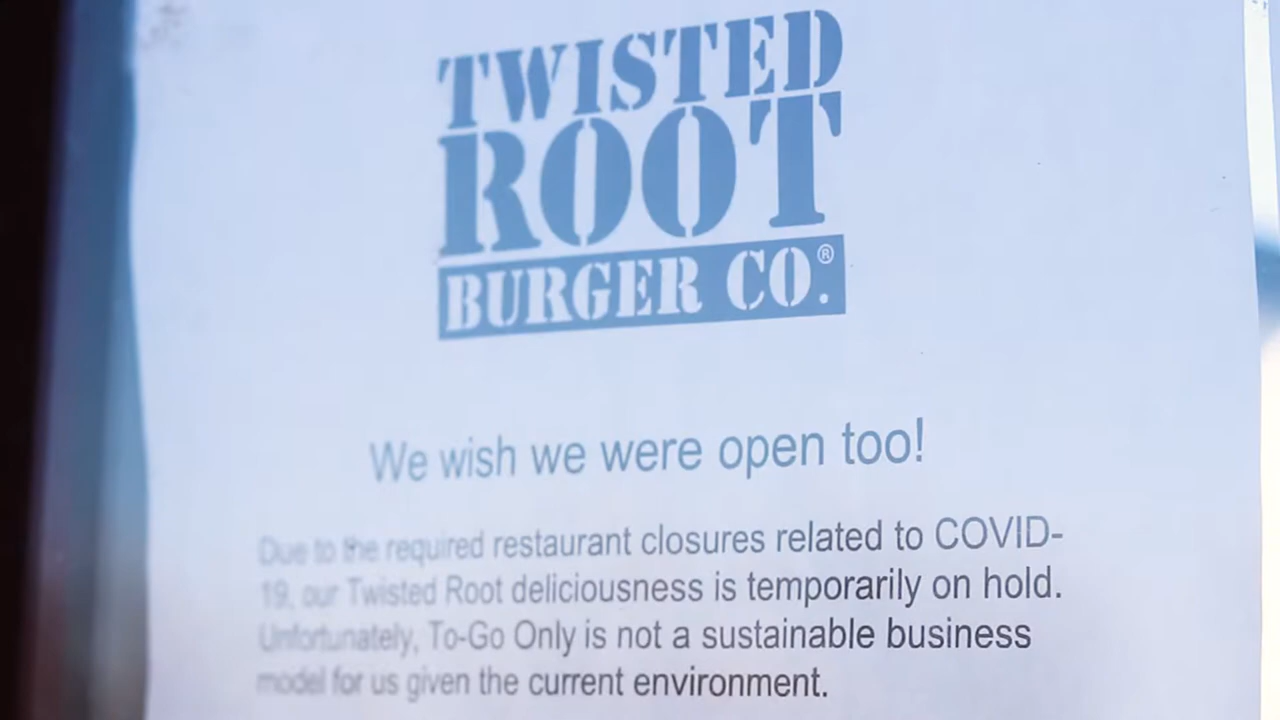 TWISTED
ROOT
BURGER CO.®
We wish we were open too!
Due to the required restaurant closures related to COVID-
19, our Twisted Root deliciousness is temporarily on hold.
Unfortunately, To-Go Only is not a sustainable business
model for us given the current environment.